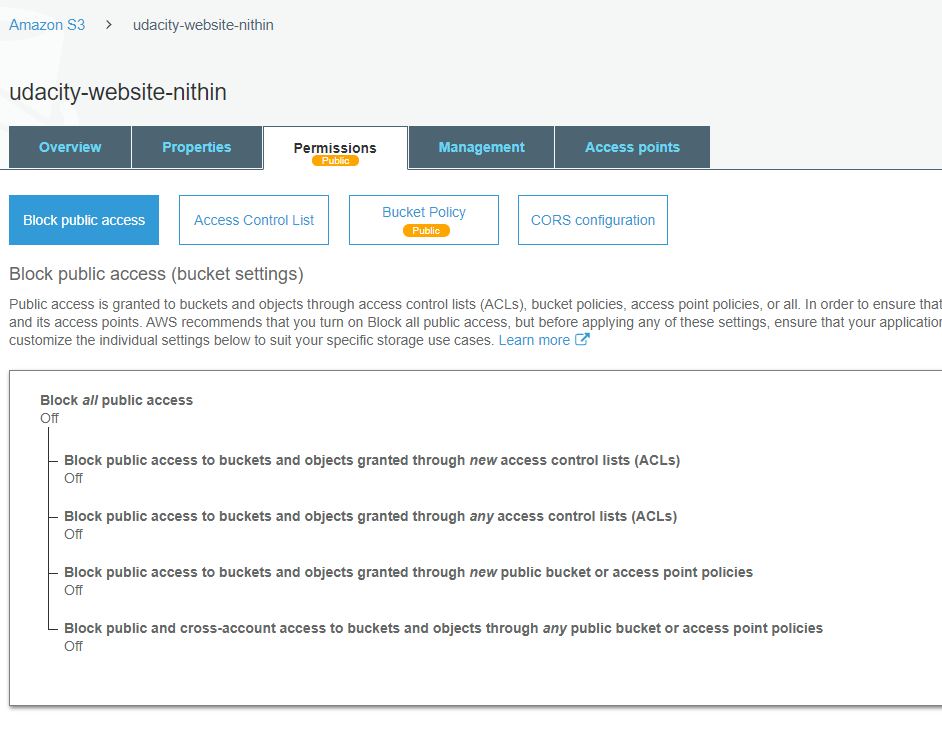 Amazon S3 > udacity-website-nithin
udacity-website-nithin
Overview Properties Permissions Management Access points
Public
Block public access Access Control List Bucket Policy CORS configuration
Public
Block public access (bucket settings)
Public access is granted to buckets and objects through access control lists (ACLs), bucket policies, access point policies, or all. In order to ensure that
and its access points. AWS recommends that you turn on Block all public access, but before applying any of these settings, ensure that your application
customize the individual settings below to suit your specific storage use cases. Learn more
Block all public access
Off
Block public access to buckets and objects granted through new access control lists (ACLs)
Off
Block public access to buckets and objects granted through any access control lists (ACLs)
Off
Block public access to buckets and objects granted through new public bucket or access point policies
Off
Block public and cross-account access to buckets and objects through any public bucket or access point policies
Off